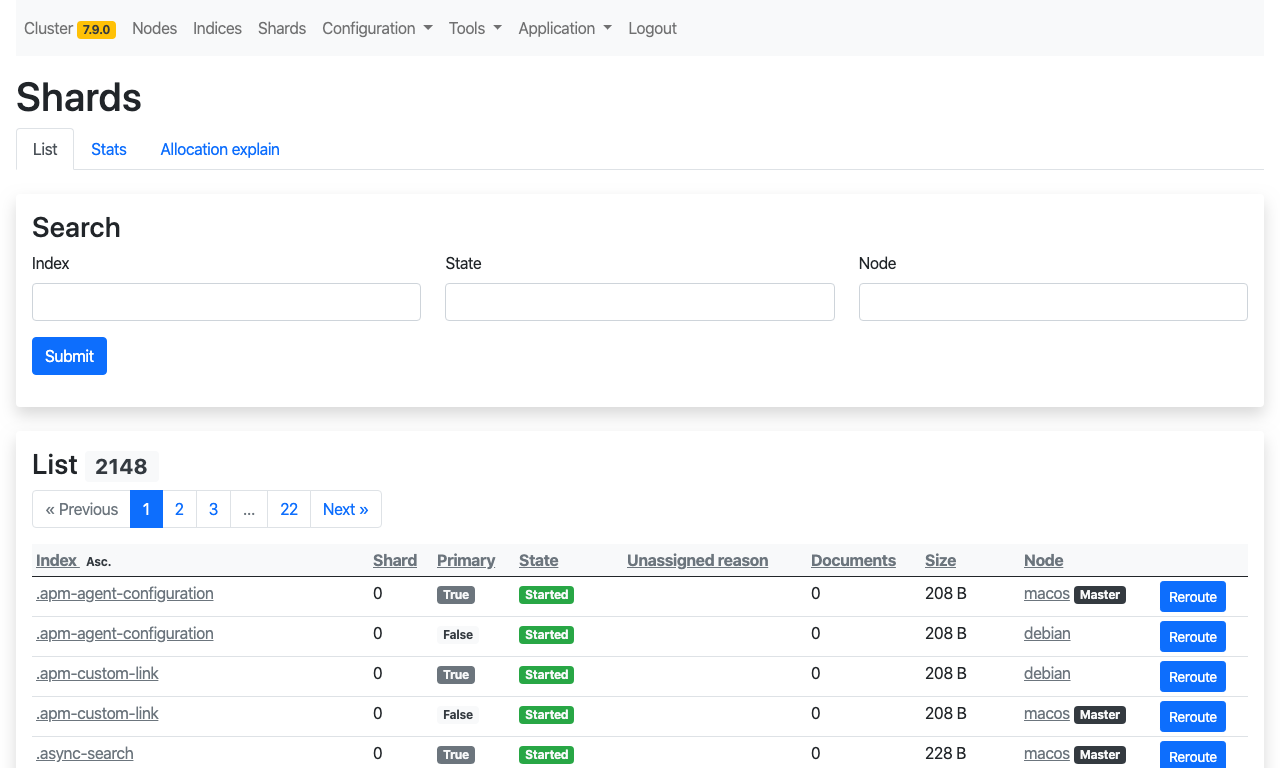 Cluster 7.9.0 Nodes Indices Shards Configuration Tools Application Logout
Shards
List Stats Allocation explain
Search
Index State Node
Submit
List 2148
« Previous 1 2 3 ... 22 Next »
Index Asc. Shard Primary State Unassigned reason Documents Size Node
.apm-agent-configuration 0 True Started 0 208 B macos Master Reroute
.apm-agent-configuration 0 False Started 0 208 B debian Reroute
.apm-custom-link 0 True Started 0 208 B debian Reroute
.apm-custom-link 0 False Started 0 208 B macos Master Reroute
.async-search 0 True Started 0 228 B macos Master Reroute